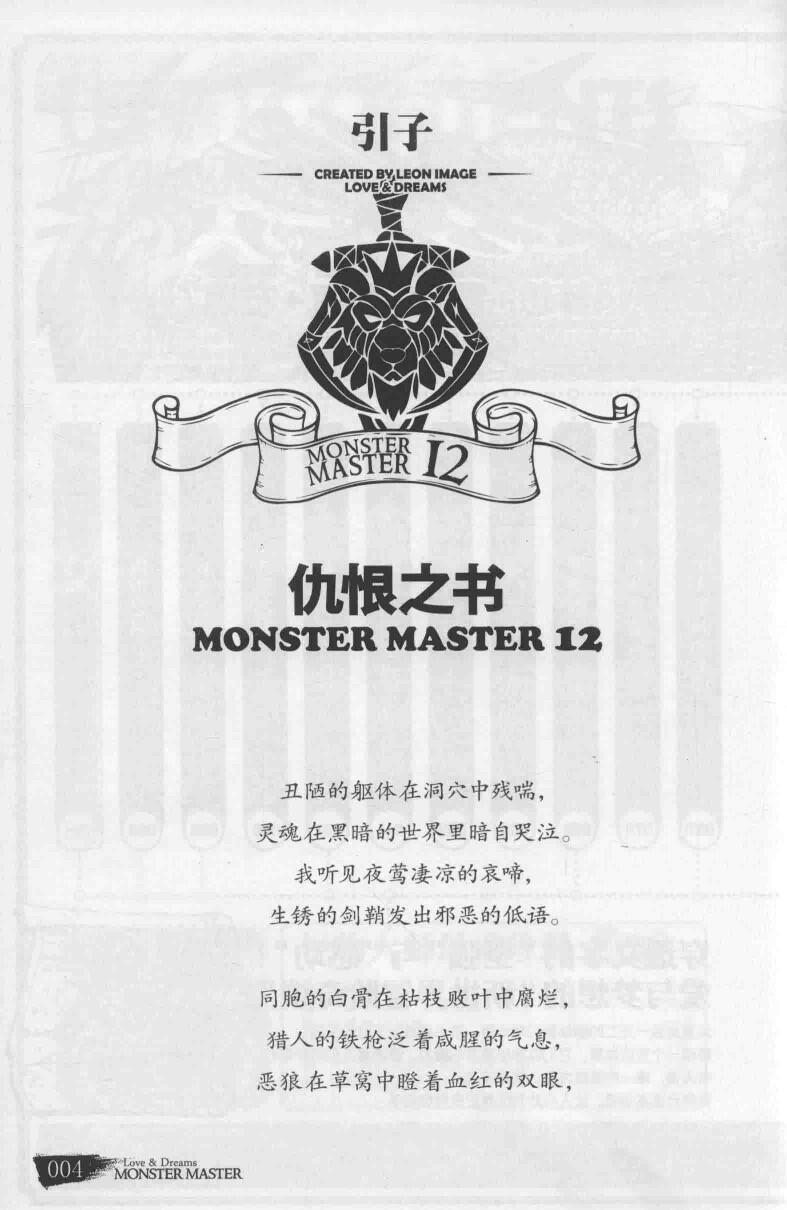 引子
CREATED BY LEON IMAGE
LOVE & DREAMS
MONSTER
MASTER 12
仇恨之书
MONSTER MASTER 12
丑陋的躯体在洞穴中残喘，
灵魂在黑暗的世界里暗自哭泣。
我听见夜莺凄凉的哀啼，
生锈的剑鞘发出邪恶的低语。
同胞的白骨在枯枝败叶中腐烂，
猎人的铁枪泛着咸腥的气息，
恶狼在草窝中瞪着血红的双眼，
004
Love & Dreams
MONSTER MASTER